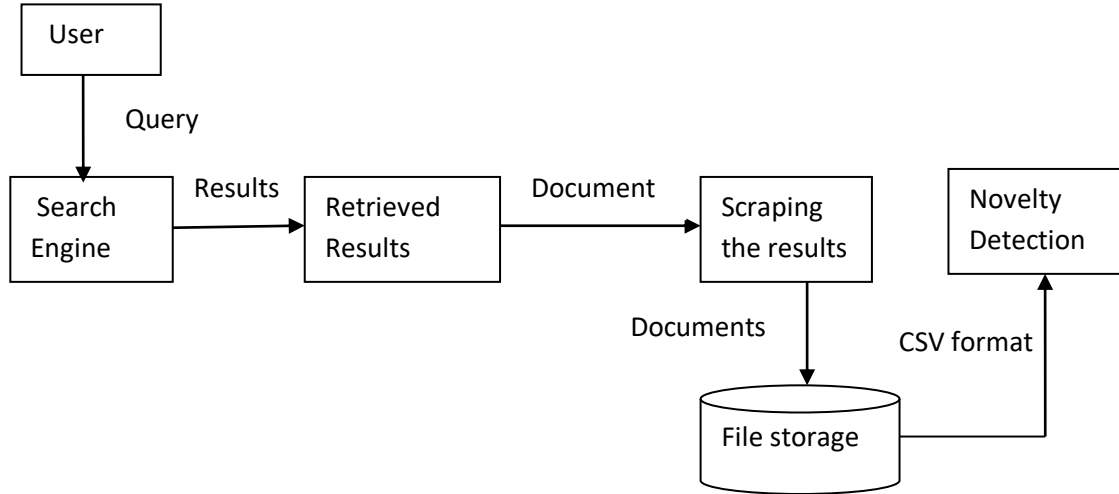 User
Query
Search
Engine
Results
Retrieved
Results
Document
Scraping
the results
Novelty
Detection
Documents
CSV format
File storage